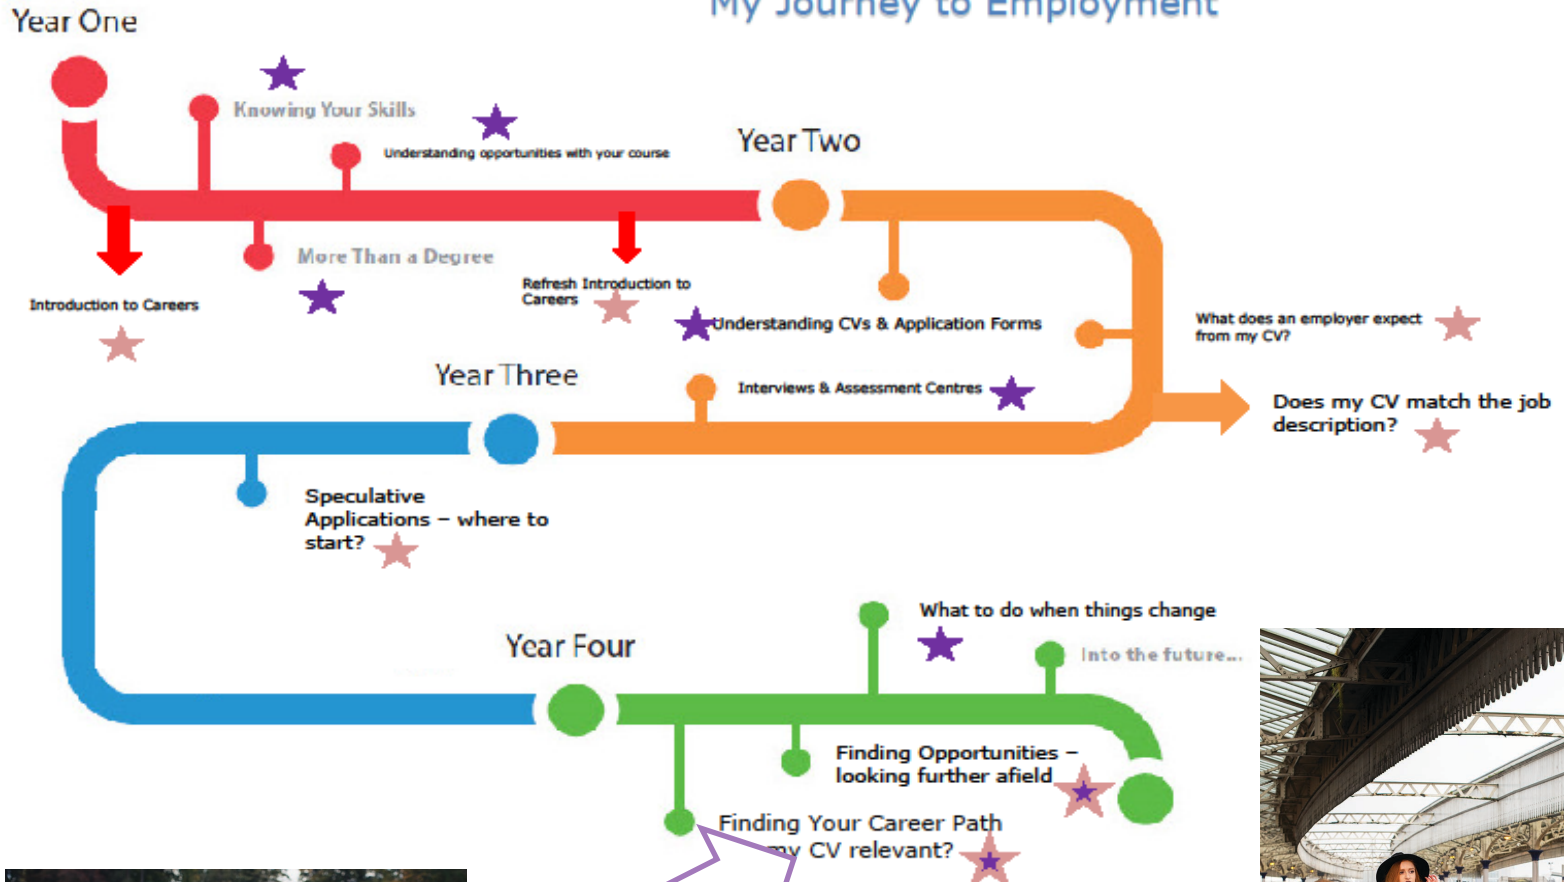 My Journey to Employment
Year One
Knowing Your Skills
Understanding opportunities with your course
Year Two
More Than a Degree
Introduction to Careers
Refresh Introduction to
Careers
Understanding CVs & Application Forms
What does an employer expect
from my CV?
Year Three
Interviews & Assessment Centres
Does my CV match the job
description?
Speculative
Applications – where to
start?
What to do when things change
Year Four
Into the future...
Finding Opportunities –
looking further afield
Finding Your Career Path
my CV relevant?